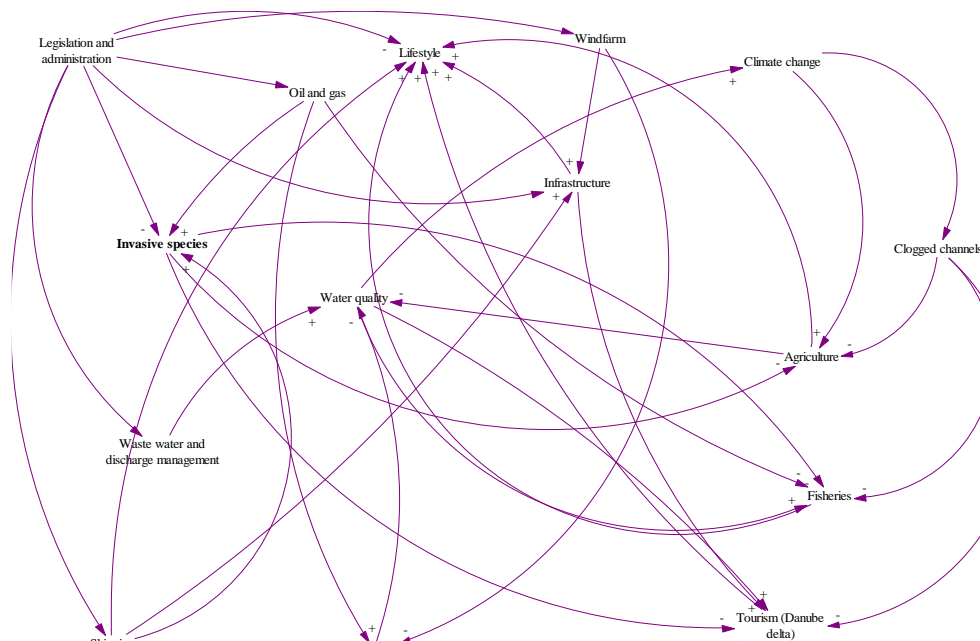 Legislation and
administration
Lifestyle
Windfarm
Climate change
Oil and gas
Infrastructure
Invasive species
Clogged channels
Water quality
Agriculture
Waste water and
discharge management
Fisheries
Tourism (Danube
delta)